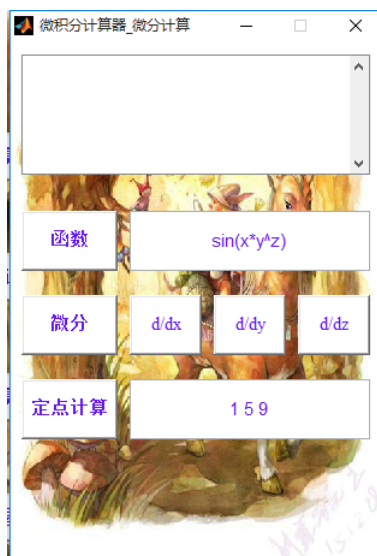 微积分计算器_微分计算
函数
sin(x*y^z)
微分
d/dx
d/dy
d/dz
定点计算
1 5 9